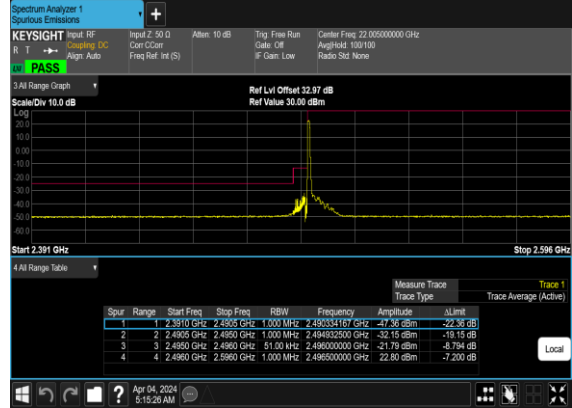 Spectrum Analyzer 1
Spurious Emissions
KEYSIGHT Input: RF Input Z: 50 Ω Atten: 10 dB Trig: Free Run Center Freq: 22.005000000 GHz
R T Coupling: DC Corr CCorr Gate: Off Avg|Hold: 100/100
Align: Auto Freq Ref: Int (S) IF Gain: Low Radio Std: None
PASS
3 All Range Graph
Ref Lvl Offset 32.97 dB
Scale/Div 10.0 dB Ref Value 30.00 dBm
Log
20.0
10.0
0.00
-10.0
-20.0
-30.0
-40.0
-50.0
-60.0
Start 2.391 GHz Stop 2.596 GHz
4 All Range Table
Measure Trace Trace 1
Trace Type Trace Average (Active)
Spur Range Start Freq Stop Freq RBW Frequency Amplitude ΔLimit
1 1 2.3910 GHz 2.4905 GHz 1.000 MHz 2.490334167 GHz -47.36 dBm -22.36 dB
2 2 2.4905 GHz 2.4950 GHz 1.000 MHz 2.494932500 GHz -32.15 dBm -19.15 dB
3 3 2.4950 GHz 2.4960 GHz 51.00 kHz 2.496000000 GHz -21.79 dBm -8.794 dB
4 4 2.4960 GHz 2.5960 GHz 1.000 MHz 2.496500000 GHz 22.80 dBm -7.200 dB
Local
Apr 04, 2024
5:15:26 AM